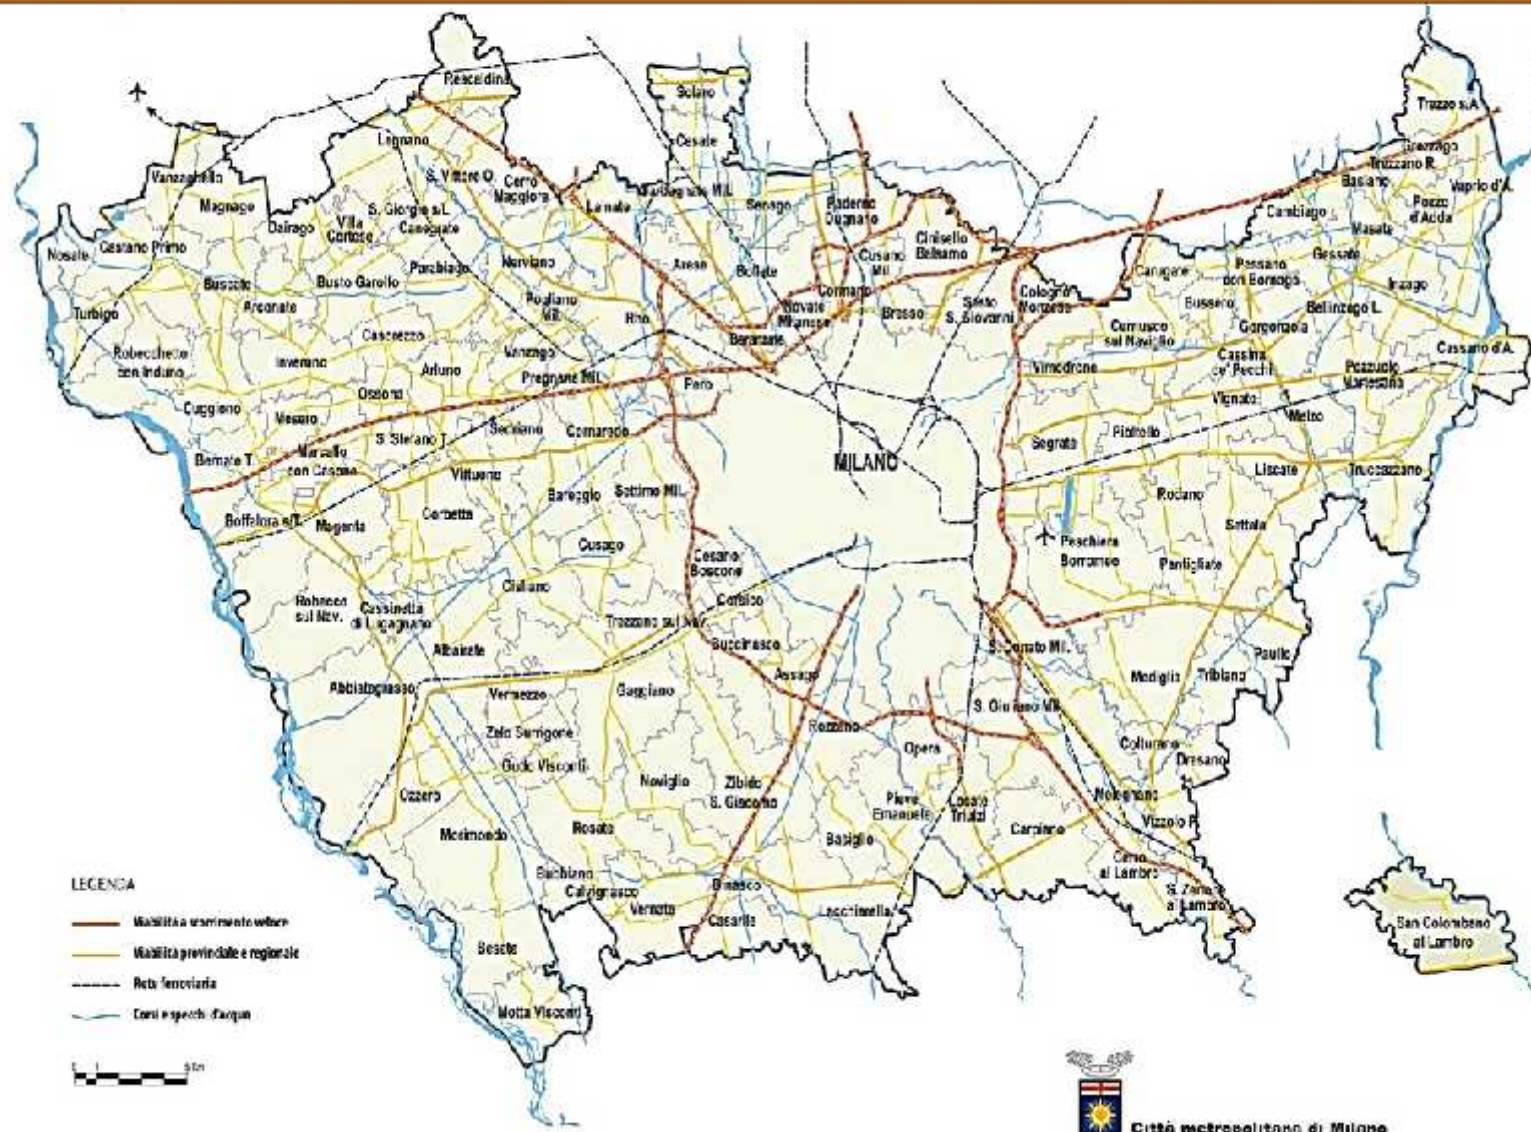 Rescaldina
Solaro
Trezzo s.A.
Cesate
Legnano
Grezzago
Trezzano R.
Basiano
Vanzaghello
S. Vittore O.
Cerro
Maggiore
Lainate
Senago
Paderno
Dugnano
Vaprio d'A.
Pozzo
d'Adda
Cambiago
Masate
Magnago
Dairago
Villa
Cortese
S. Giorgio s/L
Canegrate
Nosate
Castano Primo
Parabiago
Nerviano
Arese
Bollate
Cusano
Mil.
Cinisello
Balsamo
Carugate
Pessano
con Bornago
Gessate
Inzago
Buscate
Arconate
Busto Garolfo
Pogliano
Mil.
Rho
Cormano
Novate
Milanese
Bresso
Sesto
S. Giovanni
Cologno
Monzese
Bussero
Bellinzago L.
Turbigo
Casorezzo
Vanzago
Baranzate
Cernusco
sul Naviglio
Gorgonzola
Robecchetto
con Induno
Inveruno
Arluno
Pregnana Mil.
Pero
Vimodrone
Cassina
de' Pecchi
Pozzuolo
Martesana
Cassano d'A.
Cuggiono
Mesero
Ossona
Vignate
Melzo
S. Stefano T.
Sedriano
Cornaredo
Segrate
Pioltello
Bernate T.
Marcallo
con Casone
Vittuone
MILANO
Liscate
Truccazzano
Bareggio
Settimo Mil.
Rodano
Settala
Boffalora s/T.
Magenta
Corbetta
Cusago
Cesano
Boscone
Peschiera
Borromeo
Pantigliate
Cisliano
Corsico
Robecco
sul Nav.
Cassinetta
di Lugagnano
Trezzano sul Nav.
Albairate
Buccinasco
S. Donato Mil.
Paullo
Abbiategrasso
Vermezzo
Gaggiano
Assago
Mediglia
Tribiano
Zelo Surrigone
Rozzano
S. Giuliano Mil.
Gudo Visconti
Opera
Colturano
Dresano
Ozzero
Noviglio
Zibido
S. Giacomo
Pieve
Emanuele
Locate
Triulzi
Melegnano
Morimondo
Rosate
Basiglio
Carpiano
Vizzolo P.
Bubbiano
Calvignasco
Binasco
Cerro
al Lambro
Vernate
Casarile
Lacchiarella
S. Zenone
al Lambro
Besate
Motta Visconti
San Colombano
al Lambro
LEGENDA
Viabilità a scorrimento veloce
Viabilità provinciale e regionale
Rete ferroviaria
Corsi e specchi d'acqua
Città metropolitana di Milano